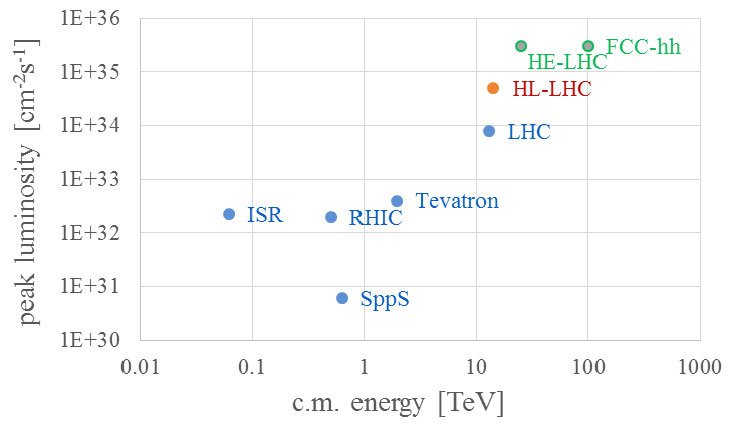 peak luminosity [cm⁻²s⁻¹]
1E+36
1E+35
1E+34
1E+33
1E+32
1E+31
1E+30
FCC-hh
HE-LHC
HL-LHC
LHC
Tevatron
ISR
RHIC
SppS
0.01 0.1 1 10 100 1000
c.m. energy [TeV]